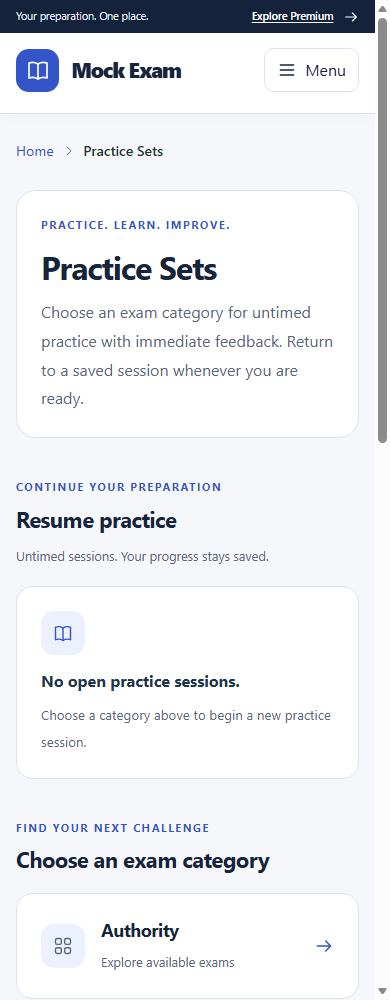 Your preparation. One place.
Explore Premium
Mock Exam
Menu
Home
Practice Sets
PRACTICE. LEARN. IMPROVE.
Practice Sets
Choose an exam category for untimed
practice with immediate feedback. Return
to a saved session whenever you are
ready.
CONTINUE YOUR PREPARATION
Resume practice
Untimed sessions. Your progress stays saved.
No open practice sessions.
Choose a category above to begin a new practice
session.
FIND YOUR NEXT CHALLENGE
Choose an exam category
Authority
Explore available exams